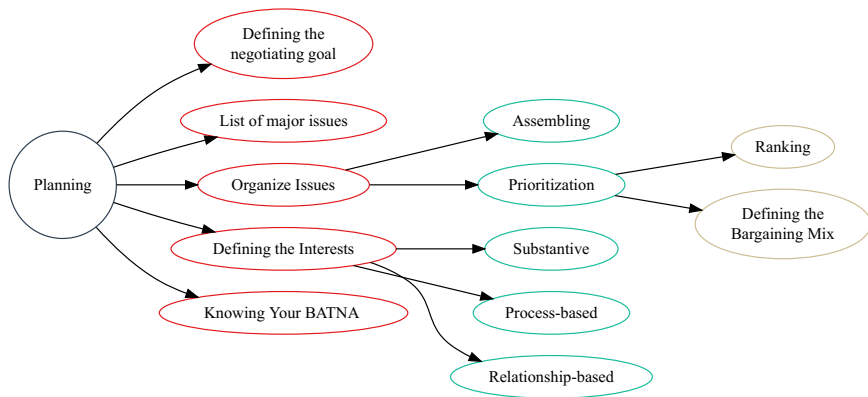 Planning
Defining the
negotiating goal
List of major issues
Organize Issues
Defining the Interests
Knowing Your BATNA
Assembling
Prioritization
Substantive
Process-based
Relationship-based
Ranking
Defining the
Bargaining Mix